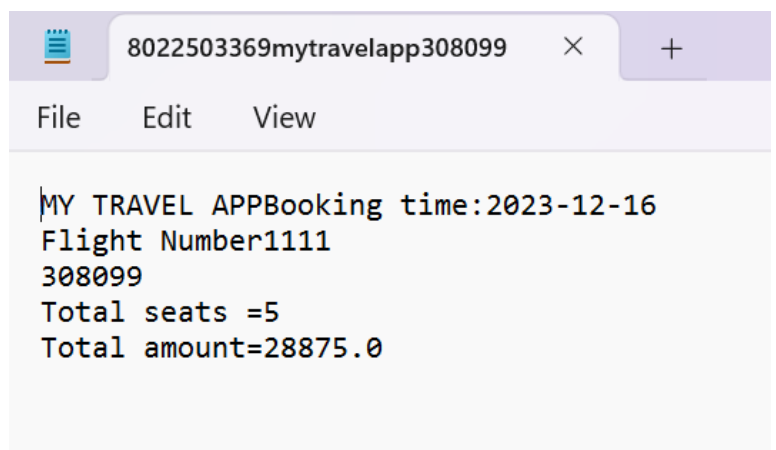 8022503369mytravelapp308099
File Edit View
MY TRAVEL APPBooking time:2023-12-16
Flight Number1111
308099
Total seats =5
Total amount=28875.0